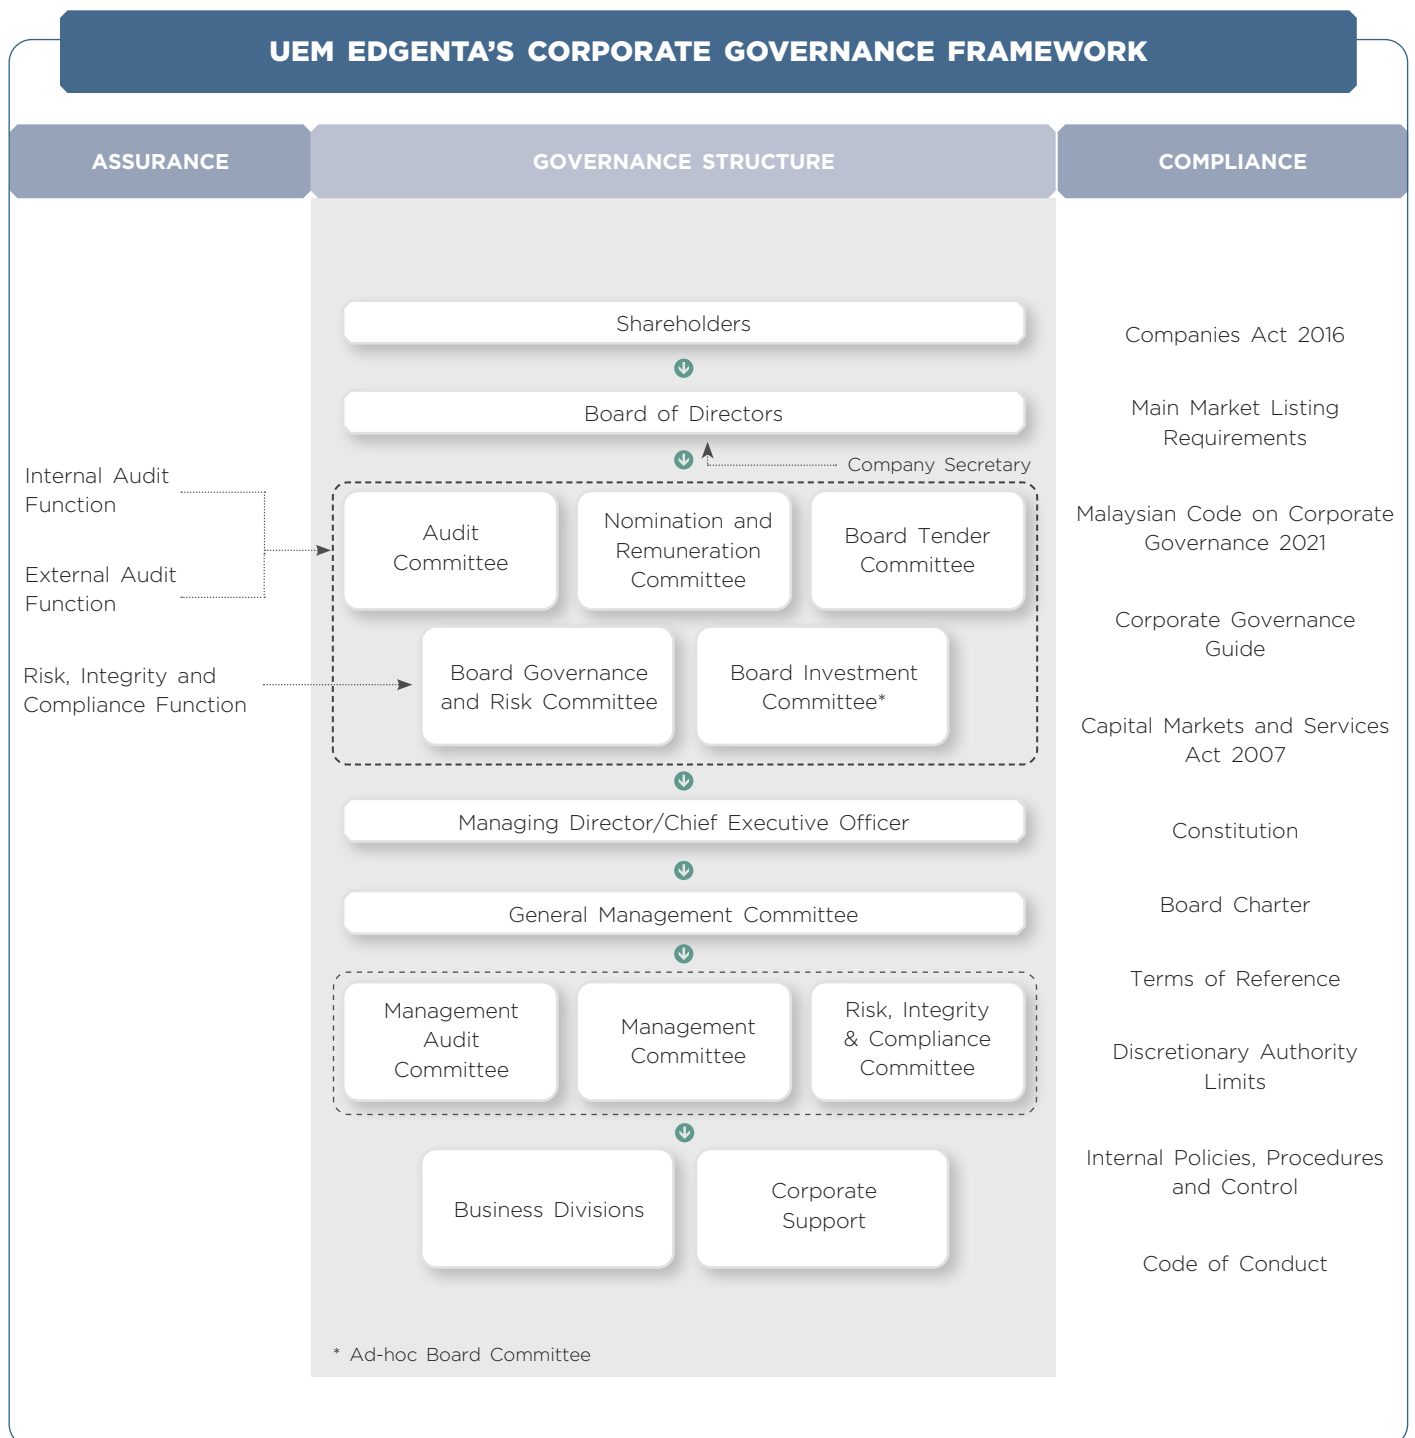 UEM EDGENTA’S CORPORATE GOVERNANCE FRAMEWORK
ASSURANCE
Internal Audit
Function
External Audit
Function
Risk, Integrity and
Compliance Function
GOVERNANCE STRUCTURE
Shareholders
Board of Directors
Company Secretary
Audit
Committee
Nomination and
Remuneration
Committee
Board Tender
Committee
Board Governance
and Risk Committee
Board Investment
Committee*
Managing Director/Chief Executive Officer
General Management Committee
Management
Audit
Committee
Management
Committee
Risk, Integrity
& Compliance
Committee
Business Divisions
Corporate
Support
* Ad-hoc Board Committee
COMPLIANCE
Companies Act 2016
Main Market Listing
Requirements
Malaysian Code on Corporate
Governance 2021
Corporate Governance
Guide
Capital Markets and Services
Act 2007
Constitution
Board Charter
Terms of Reference
Discretionary Authority
Limits
Internal Policies, Procedures
and Control
Code of Conduct